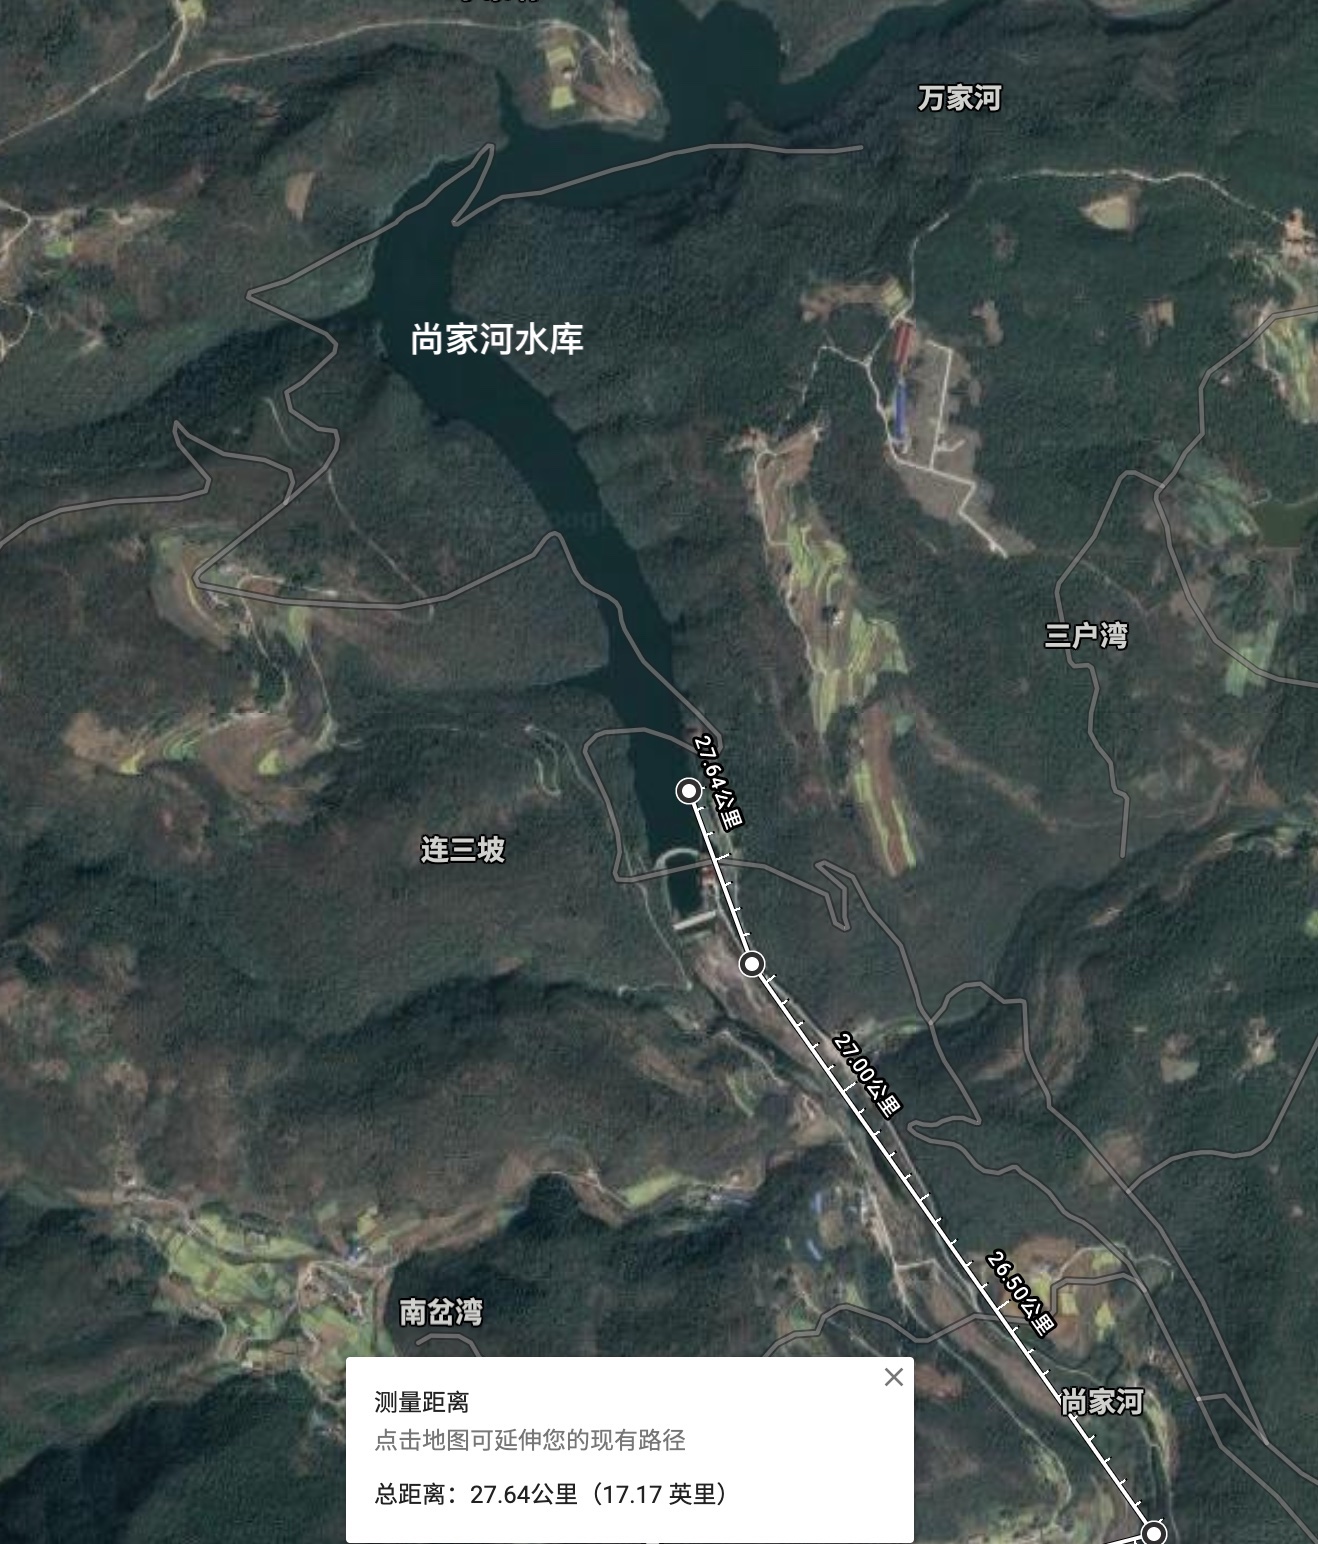 万家河
尚家河水库
三户湾
27.64公里
连三坡
27.00公里
26.50公里
南岔湾
尚家河
测量距离
点击地图可延伸您的现有路径
总距离：27.64公里（17.17 英里）